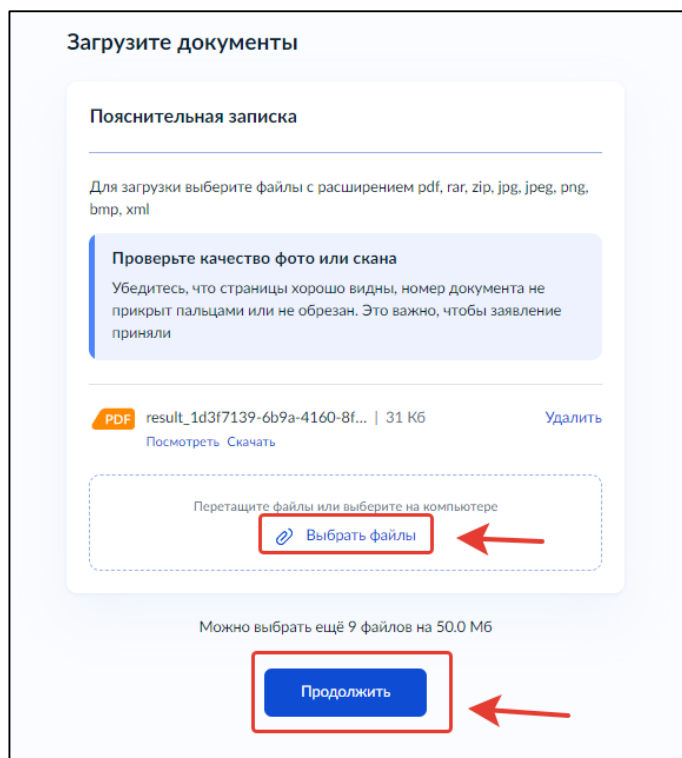 Загрузите документы
Пояснительная записка
Для загрузки выберите файлы с расширением pdf, rar, zip, jpg, jpeg, png,
bmp, xml
Проверьте качество фото или скана
Убедитесь, что страницы хорошо видны, номер документа не
прикрыт пальцами или не обрезан. Это важно, чтобы заявление
приняли
PDF result_1d3f7139-6b9a-4160-8f... | 31 Кб Удалить
Посмотреть Скачать
Перетащите файлы или выберите на компьютере
Выбрать файлы
Можно выбрать ещё 9 файлов на 50.0 Мб
Продолжить